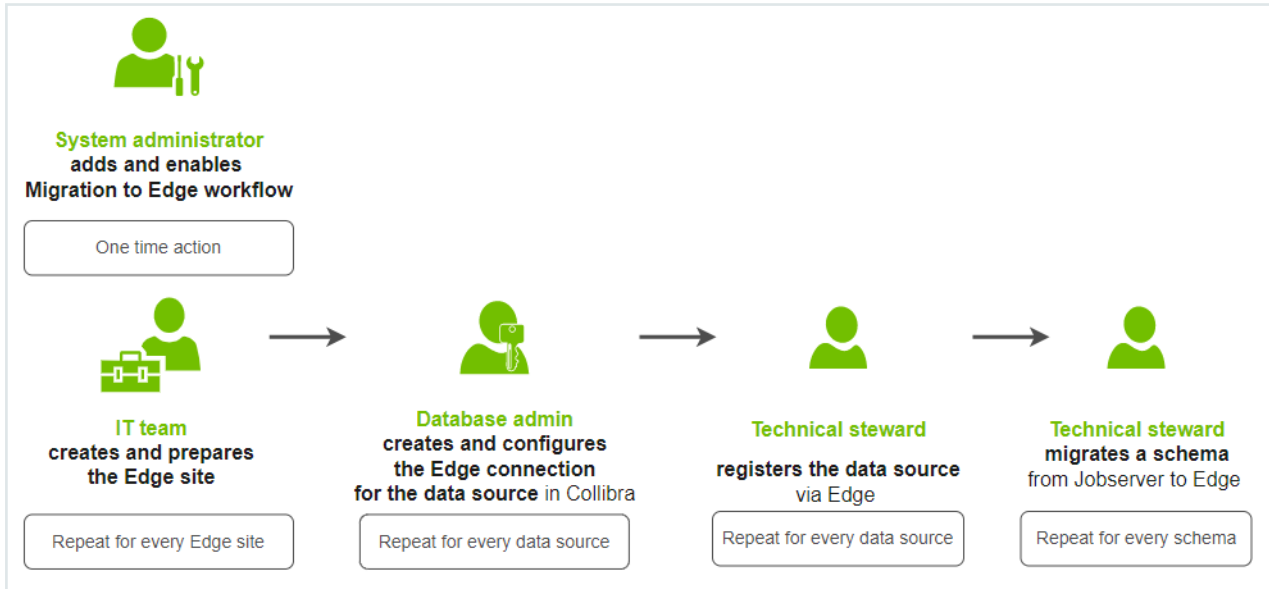 System administrator
adds and enables
Migration to Edge workflow
One time action
IT team
creates and prepares
the Edge site
Repeat for every Edge site
Database admin
creates and configures
the Edge connection
for the data source in Collibra
Repeat for every data source
Technical steward
registers the data source
via Edge
Repeat for every data source
Technical steward
migrates a schema
from Jobserver to Edge
Repeat for every schema